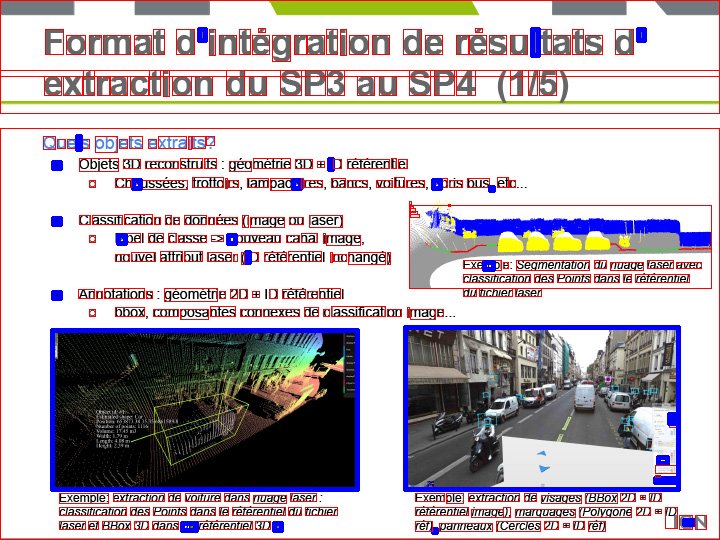 Format d'intégration de résultats d'
extraction du SP3 au SP4 (1/5)
Quels objets extraits?
Objets 3D reconstruits : géométrie 3D + ID référentiel
Chaussées, trottoirs, lampadaires, bancs, voitures, abris bus, etc...
Classification de données (image ou laser)
label de classe -> nouveau canal image,
nouvel attribut laser (ID référentiel inchangé)
Exemple: Segmentation du nuage laser avec
classification des Points dans le référentiel
du fichier laser
Annotations : géométrie 2D + ID référentiel
bbox, composantes connexes de classification image...
Exemple: extraction de voiture dans nuage laser :
classification des Points dans le référentiel du fichier
laser et BBox 3D dans référentiel 3D
Exemple: extraction de visages (BBox 2D + ID
référentiel image), marquages (Polygone 2D + ID
réf), panneaux (Cercles 2D + ID réf)
IGN